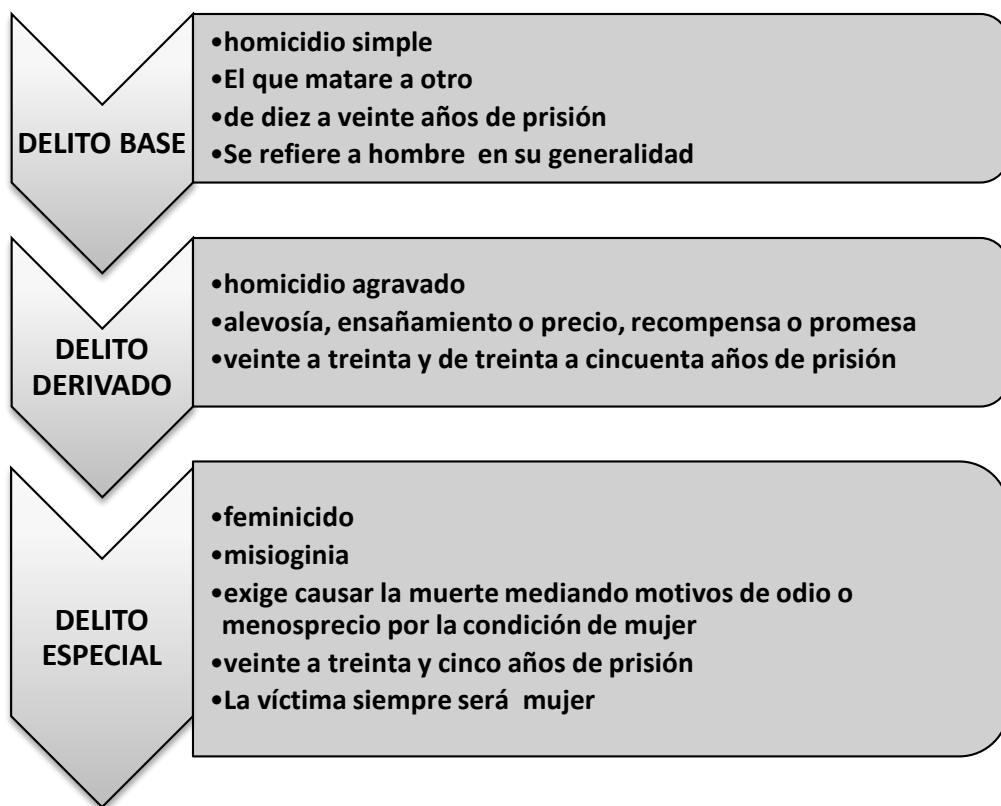 DELITO BASE
•homicidio simple
•El que matare a otro
•de diez a veinte años de prisión
•Se refiere a hombre en su generalidad
DELITO
DERIVADO
•homicidio agravado
•alevosía, ensañamiento o precio, recompensa o promesa
•veinte a treinta y de treinta a cincuenta años de prisión
DELITO
ESPECIAL
•feminicido
•misioginia
•exige causar la muerte mediando motivos de odio o
menosprecio por la condición de mujer
•veinte a treinta y cinco años de prisión
•La víctima siempre será mujer